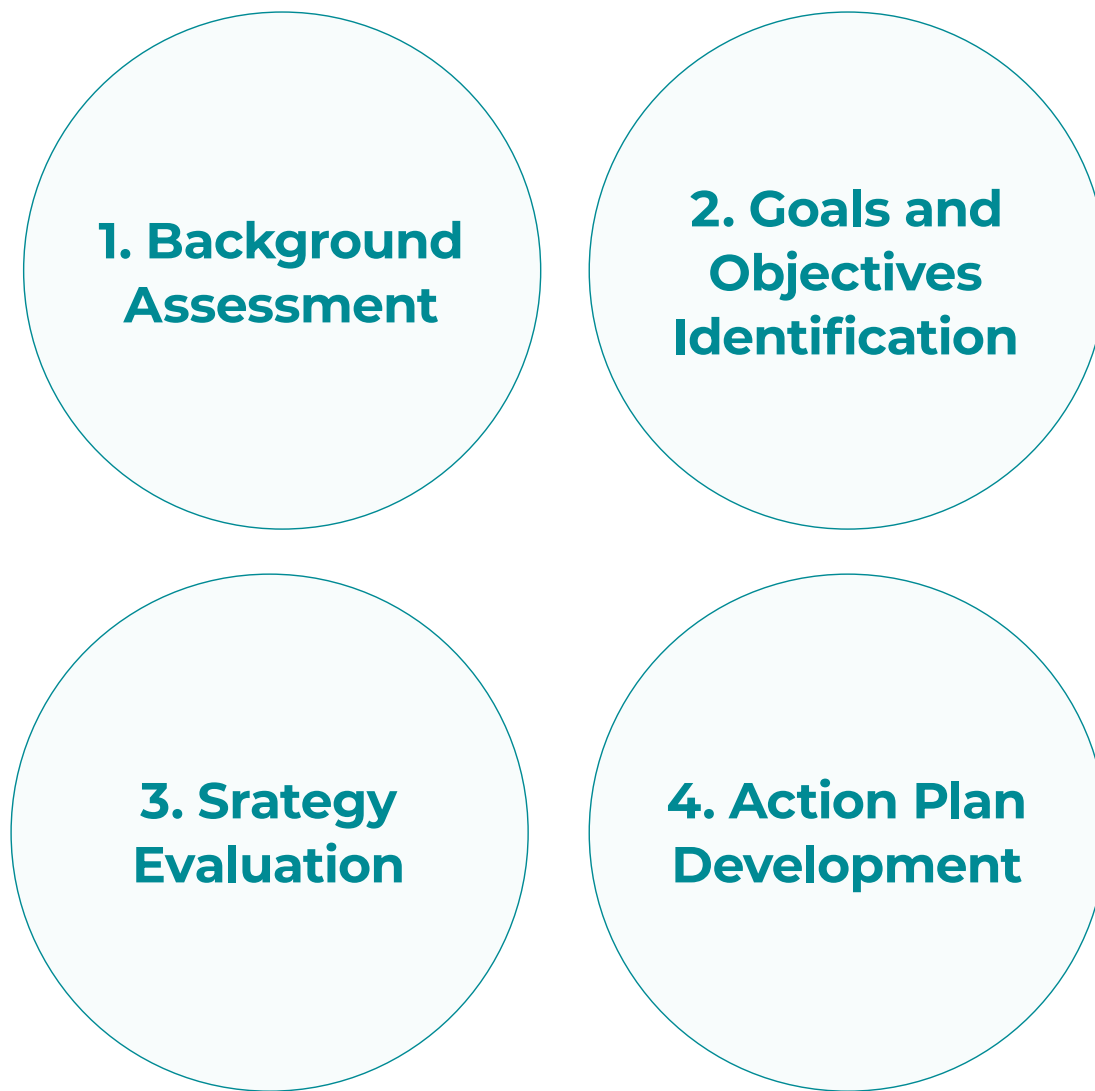 1. Background
Assessment
2. Goals and
Objectives
Identification
3. Srategy
Evaluation
4. Action Plan
Development